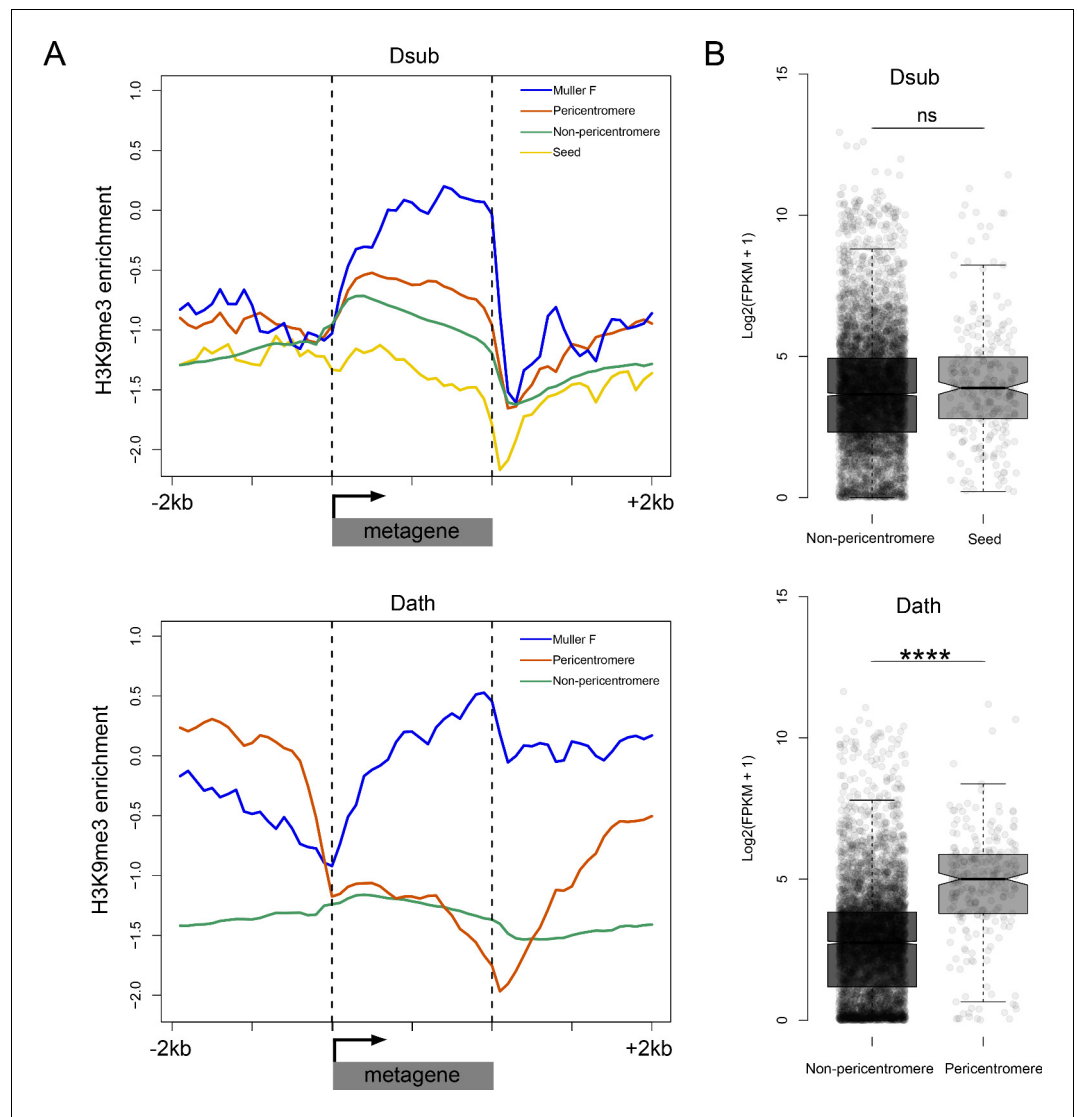 A
Dsub
H3K9me3 enrichment
1.0
0.5
0.0
−0.5
−1.0
−1.5
−2.0
Muller F
Pericentromere
Non-pericentromere
Seed
-2kb
+2kb
metagene
B
Dsub
ns
Log2(FPKM + 1)
15
10
5
0
Non-pericentromere
Seed
Dath
H3K9me3 enrichment
1.0
0.5
0.0
−0.5
−1.0
−1.5
−2.0
Muller F
Pericentromere
Non-pericentromere
-2kb
+2kb
metagene
Dath
****
Log2(FPKM + 1)
15
10
5
0
Non-pericentromere
Pericentromere